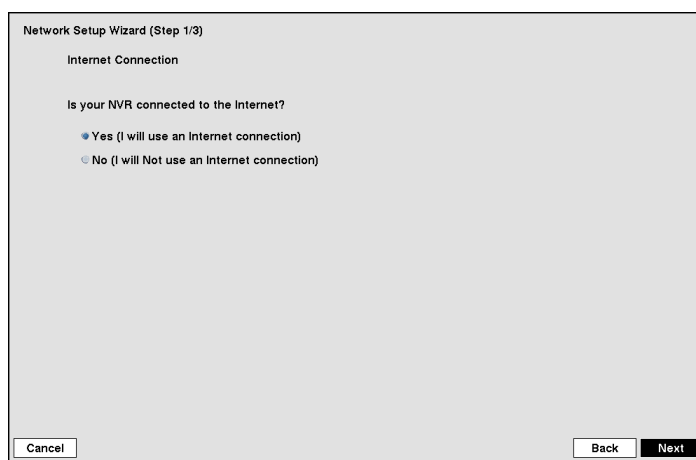 Network Setup Wizard (Step 1/3)
Internet Connection
Is your NVR connected to the Internet?
Yes (I will use an Internet connection)
No (I will Not use an Internet connection)
Cancel
Back
Next